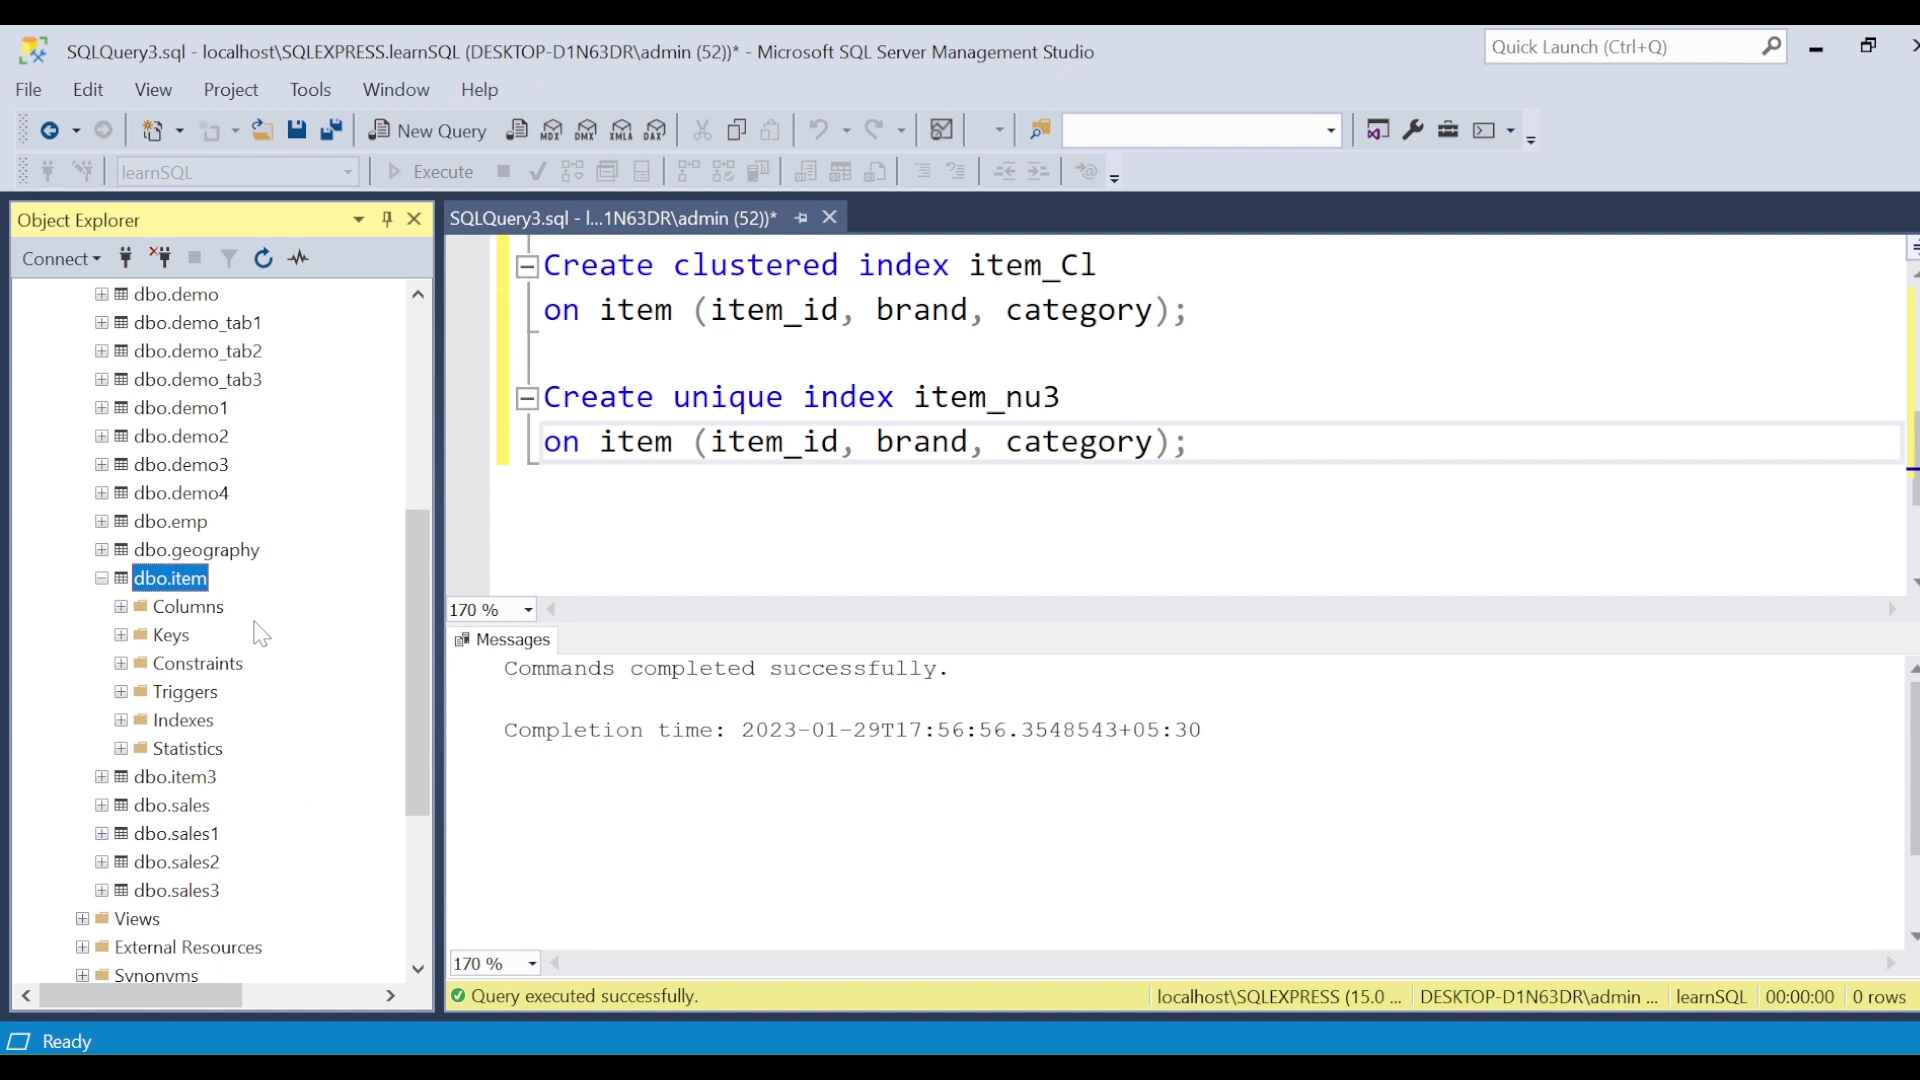 SQLQuery3.sql - localhost\SQLEXPRESS.learnSQL (DESKTOP-D1N63DR\admin (52))* - Microsoft SQL Server Management Studio
Quick Launch (Ctrl+Q)
File Edit View Project Tools Window Help
New Query MDX DMX XMLA DAX
learnSQL Execute
Object Explorer
SQLQuery3.sql - l...1N63DR\admin (52))*
Connect
dbo.demo
dbo.demo_tab1
dbo.demo_tab2
dbo.demo_tab3
dbo.demo1
dbo.demo2
dbo.demo3
dbo.demo4
dbo.emp
dbo.geography
dbo.item
Columns
Keys
Constraints
Triggers
Indexes
Statistics
dbo.item3
dbo.sales
dbo.sales1
dbo.sales2
dbo.sales3
Views
External Resources
Synonyms
Create clustered index item_Cl
on item (item_id, brand, category);
Create unique index item_nu3
on item (item_id, brand, category);
170 %
Messages
Commands completed successfully.
Completion time: 2023-01-29T17:56:56.3548543+05:30
170 %
Query executed successfully. localhost\SQLEXPRESS (15.0 ... DESKTOP-D1N63DR\admin ... learnSQL 00:00:00 0 rows
Ready